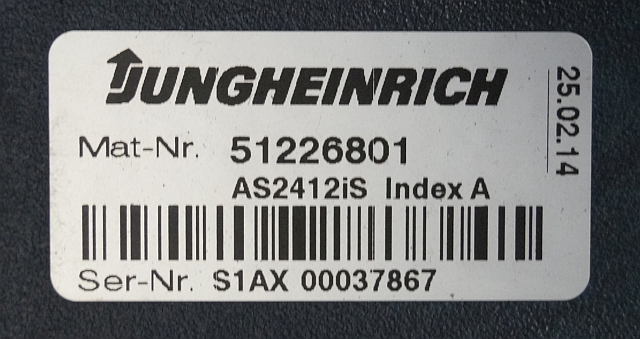 JUNGHEINRICH
Mat-Nr. 51226801
AS2412iS Index A
Ser-Nr. S1AX 00037867
25.02.14